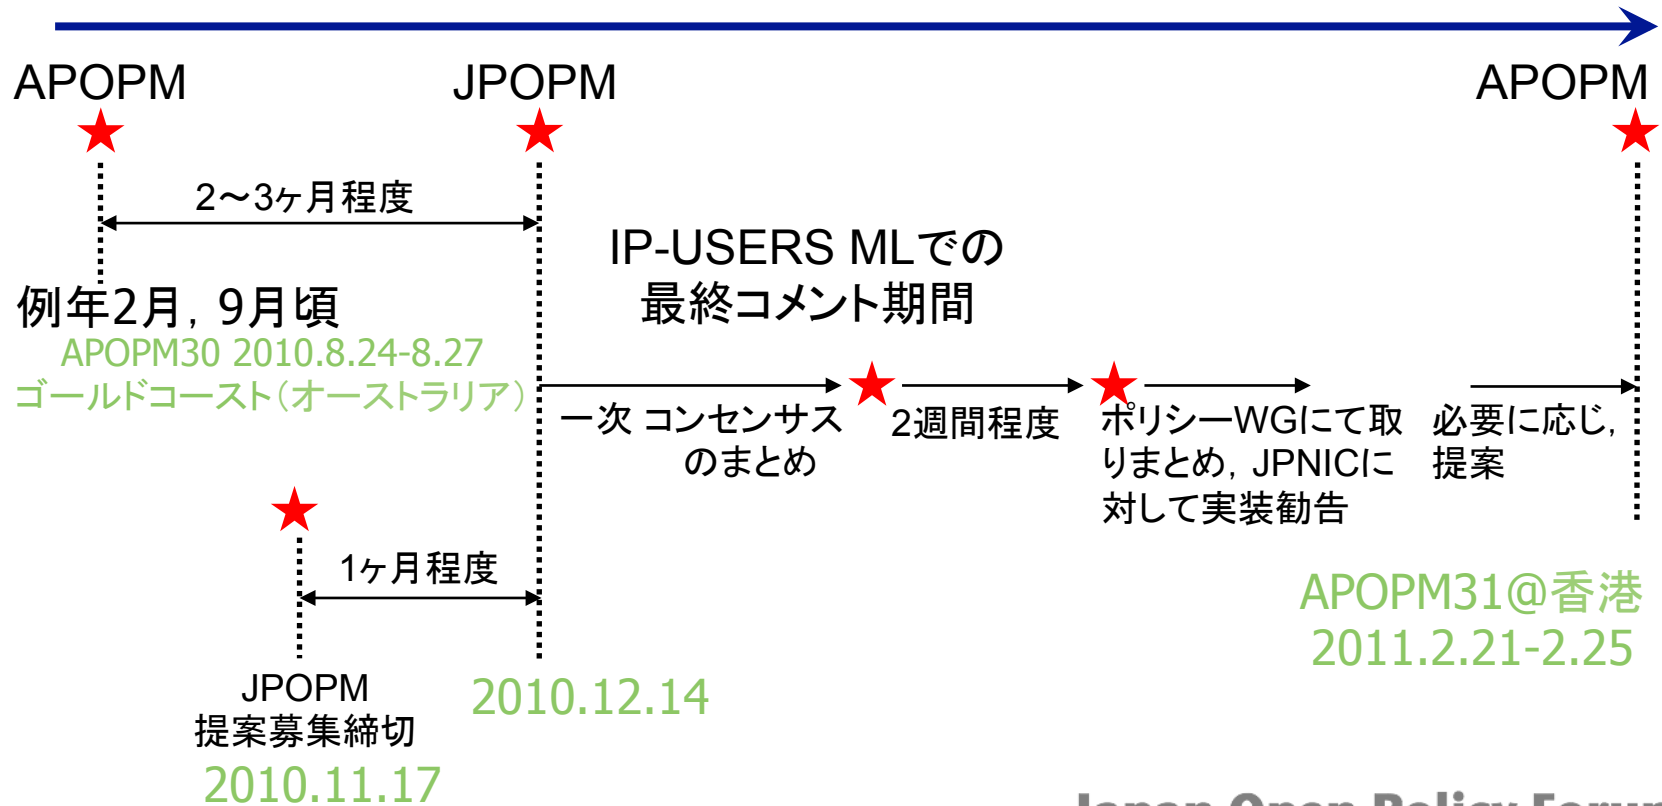 APOPM
JPOPM
APOPM
2～3ヶ月程度
IP-USERS MLでの
最終コメント期間
例年2月，9月頃
APOPM30 2010.8.24-8.27
ゴールドコースト（オーストラリア）
一次 コンセンサス
のまとめ
2週間程度
ポリシーWGにて取
りまとめ，JPNICに
対して実装勧告
必要に応じ，
提案
1ヶ月程度
APOPM31@香港
2011.2.21-2.25
JPOPM
提案募集締切
2010.12.14
2010.11.17
Japan Open Policy Forum